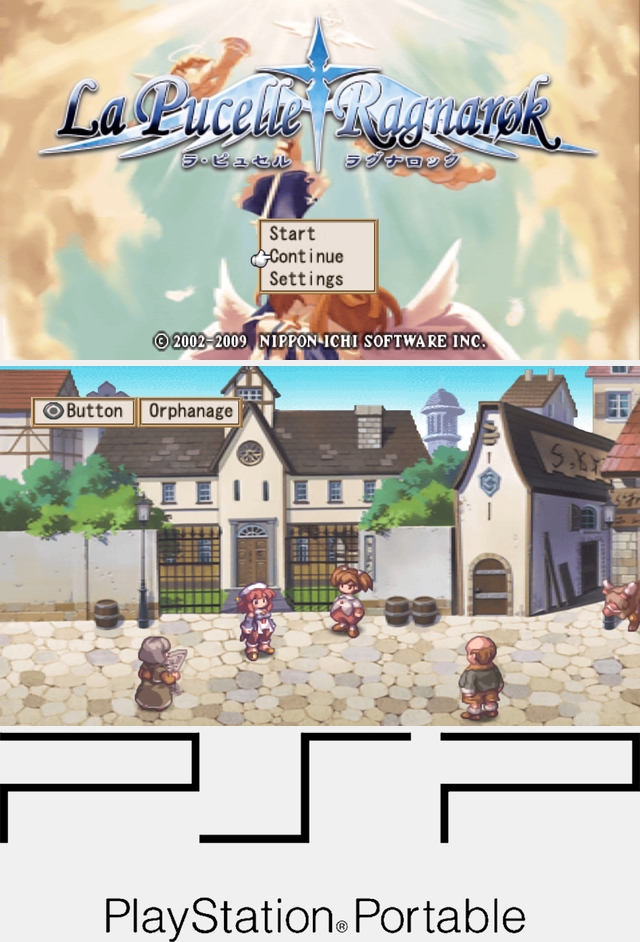 La Pucelle Ragnarøk
ラ・ピュセル ラグナロック
Start
Continue
Settings
© 2002-2009 NIPPON ICHI SOFTWARE INC.
Button Orphanage
PSP
PlayStation® Portable